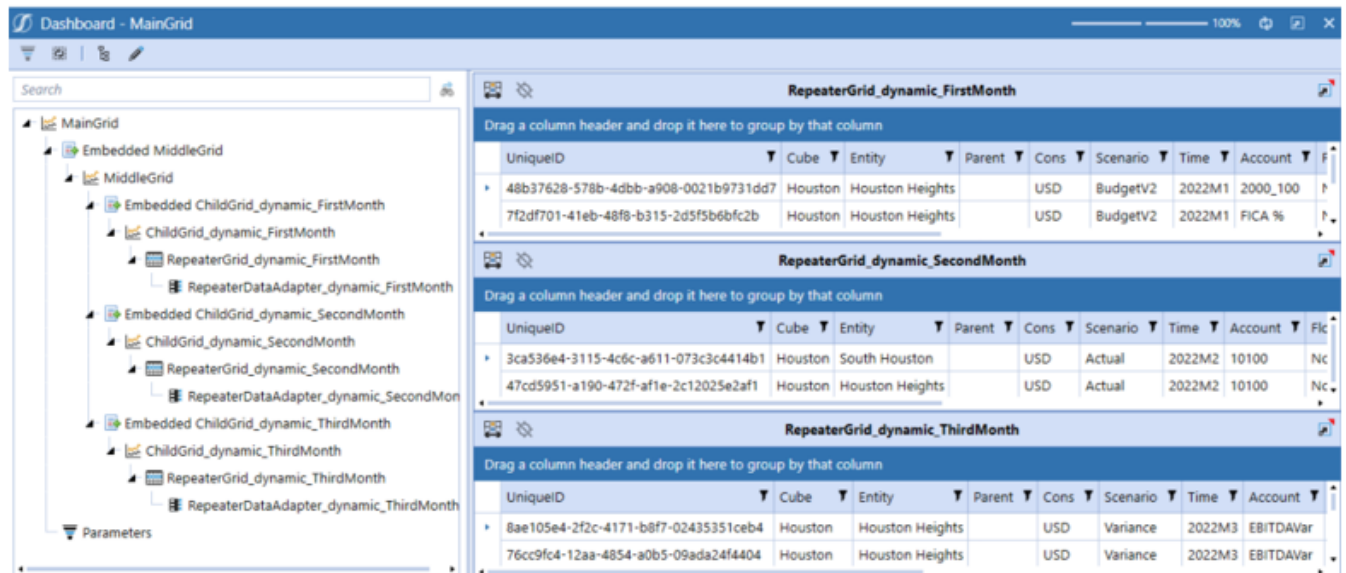 Dashboard - MainGrid
100%
Search
MainGrid
Embedded MiddleGrid
MiddleGrid
Embedded ChildGrid_dynamic_FirstMonth
ChildGrid_dynamic_FirstMonth
RepeaterGrid_dynamic_FirstMonth
RepeaterDataAdapter_dynamic_FirstMonth
Embedded ChildGrid_dynamic_SecondMonth
ChildGrid_dynamic_SecondMonth
RepeaterGrid_dynamic_SecondMonth
RepeaterDataAdapter_dynamic_SecondMon
Embedded ChildGrid_dynamic_ThirdMonth
ChildGrid_dynamic_ThirdMonth
RepeaterGrid_dynamic_ThirdMonth
RepeaterDataAdapter_dynamic_ThirdMonth
Parameters
RepeaterGrid_dynamic_FirstMonth
Drag a column header and drop it here to group by that column
UniqueID Cube Entity Parent Cons Scenario Time Account F
48b37628-578b-4dbb-a908-0021b9731dd7 Houston Houston Heights USD BudgetV2 2022M1 2000_100
7f2df701-41eb-48f8-b315-2d5f5b6bfc2b Houston Houston Heights USD BudgetV2 2022M1 FICA %
RepeaterGrid_dynamic_SecondMonth
Drag a column header and drop it here to group by that column
UniqueID Cube Entity Parent Cons Scenario Time Account Flc
3ca536e4-3115-4c6c-a611-073c3c4414b1 Houston South Houston USD Actual 2022M2 10100 Nc
47cd5951-a190-472f-af1e-2c12025e2af1 Houston Houston Heights USD Actual 2022M2 10100 Nc
RepeaterGrid_dynamic_ThirdMonth
Drag a column header and drop it here to group by that column
UniqueID Cube Entity Parent Cons Scenario Time Account
8ae105e4-2f2c-4171-b8f7-02435351ceb4 Houston Houston Heights USD Variance 2022M3 EBITDAVar
76cc9fc4-12aa-4854-a0b5-09ada24f4404 Houston Houston Heights USD Variance 2022M3 EBITDAVar